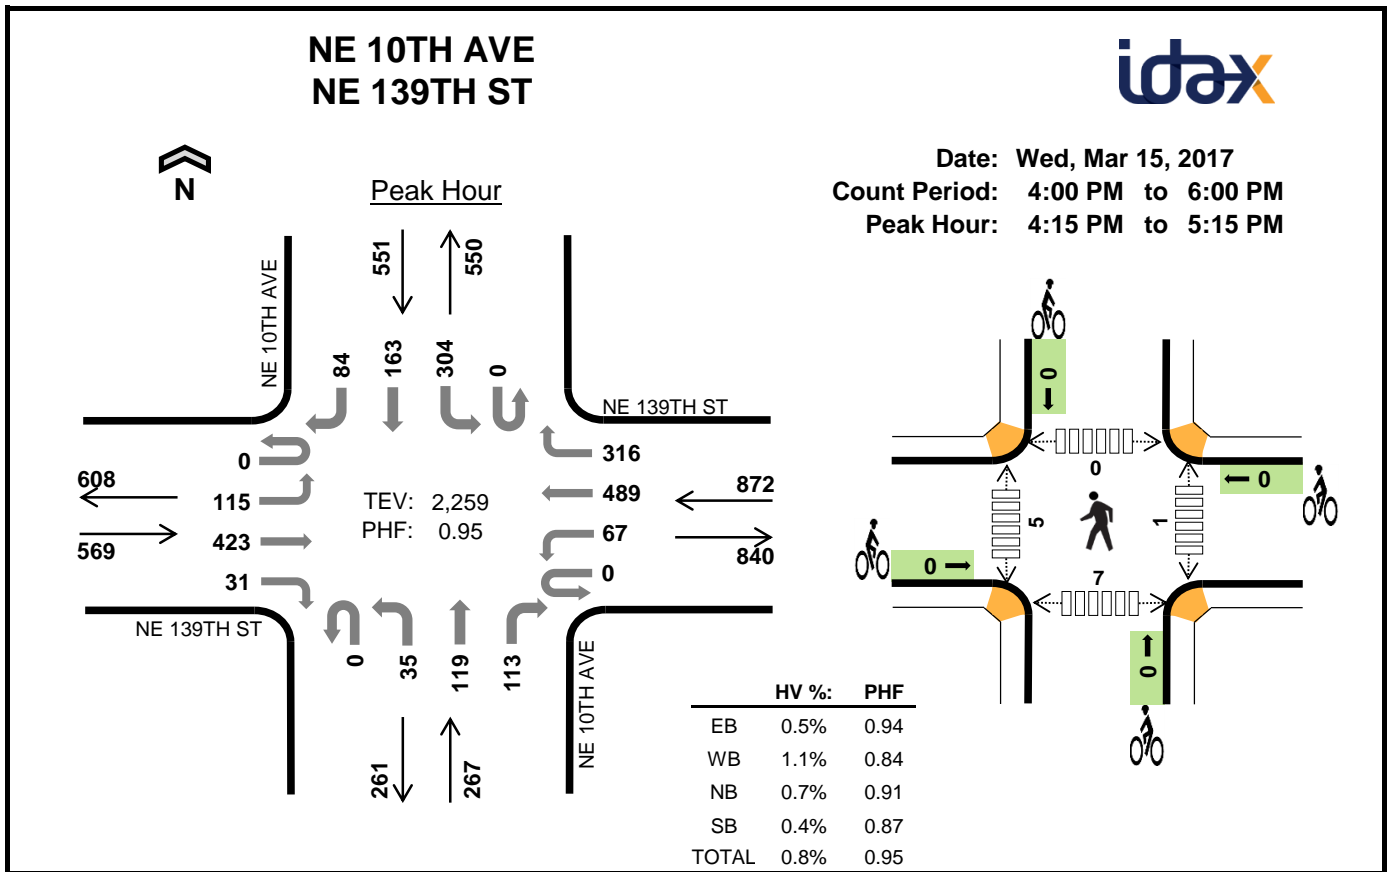 NE 10TH AVE
NE 139TH ST
idax
Date: Wed, Mar 15, 2017
Count Period: 4:00 PM to 6:00 PM
Peak Hour: 4:15 PM to 5:15 PM
N
Peak Hour
551
550
NE 10TH AVE
84
163
304
0
NE 139TH ST
0
115
423
31
608
569
TEV: 2,259
PHF: 0.95
316
489
67
0
872
840
NE 139TH ST
0
35
119
113
NE 10TH AVE
261
267
0
0
0
5
1
7
0
0
HV %: PHF
EB 0.5% 0.94
WB 1.1% 0.84
NB 0.7% 0.91
SB 0.4% 0.87
TOTAL 0.8% 0.95